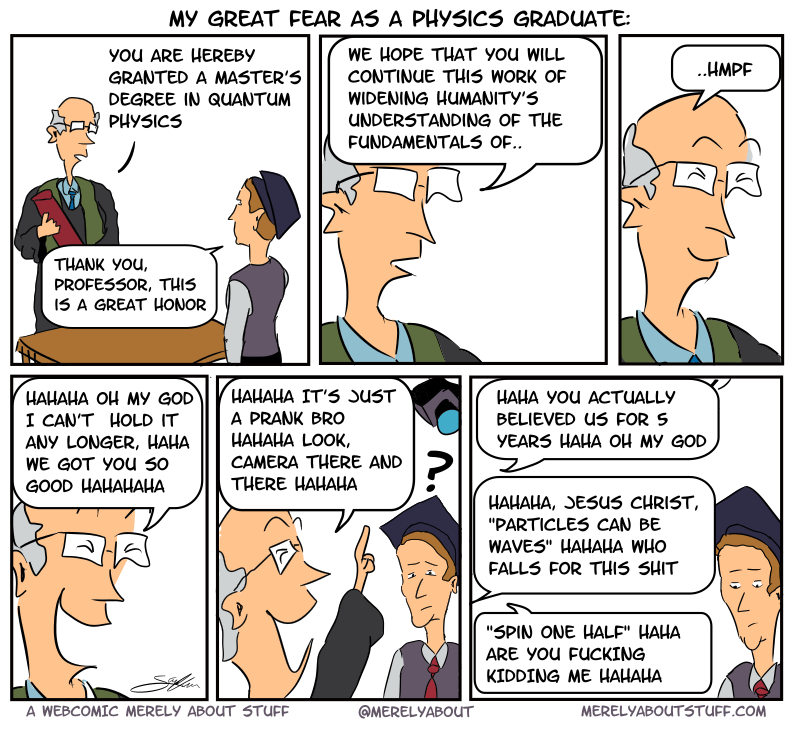 MY GREAT FEAR AS A PHYSICS GRADUATE:
YOU ARE HEREBY
GRANTED A MASTER'S
DEGREE IN QUANTUM
PHYSICS
THANK YOU,
PROFESSOR, THIS
IS A GREAT HONOR
WE HOPE THAT YOU WILL
CONTINUE THIS WORK OF
WIDENING HUMANITY'S
UNDERSTANDING OF THE
FUNDAMENTALS OF..
..HMPF
HAHAHA OH MY GOD
I CAN'T HOLD IT
ANY LONGER, HAHA
WE GOT YOU SO
GOOD HAHAHAHA
HAHAHA IT'S JUST
A PRANK BRO
HAHAHA LOOK,
CAMERA THERE AND
THERE HAHAHA
?
HAHA YOU ACTUALLY
BELIEVED US FOR 5
YEARS HAHA OH MY GOD
HAHAHA, JESUS CHRIST,
"PARTICLES CAN BE
WAVES" HAHAHA WHO
FALLS FOR THIS SHIT
"SPIN ONE HALF" HAHA
ARE YOU FUCKING
KIDDING ME HAHAHA
A WEBCOMIC MERELY ABOUT STUFF
@MERELYABOUT
MERELYABOUTSTUFF.COM